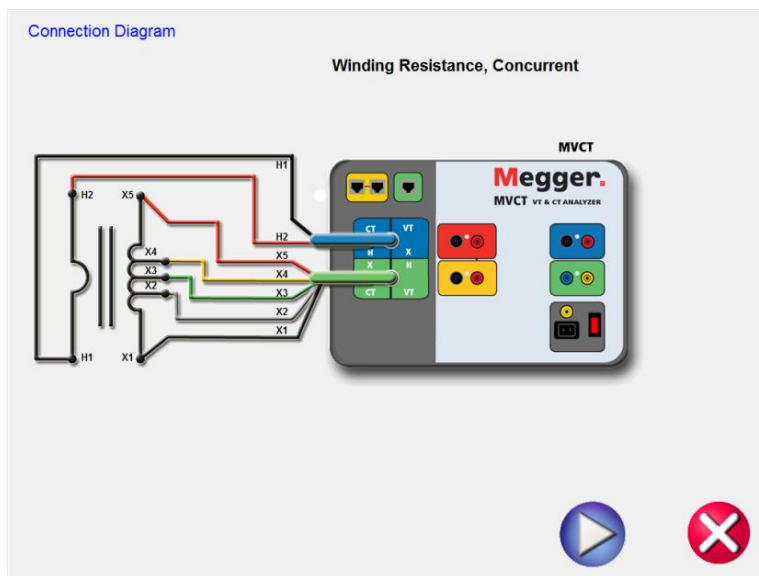 Connection Diagram
Winding Resistance, Concurrent
MVCT
Megger.
MVCT VT & CT ANALYZER
H1
H2
X5
H2
X5
X4
X3
X2
X4
X3
X2
X1
H1
X1
CT VT
H X
X H
CT VT